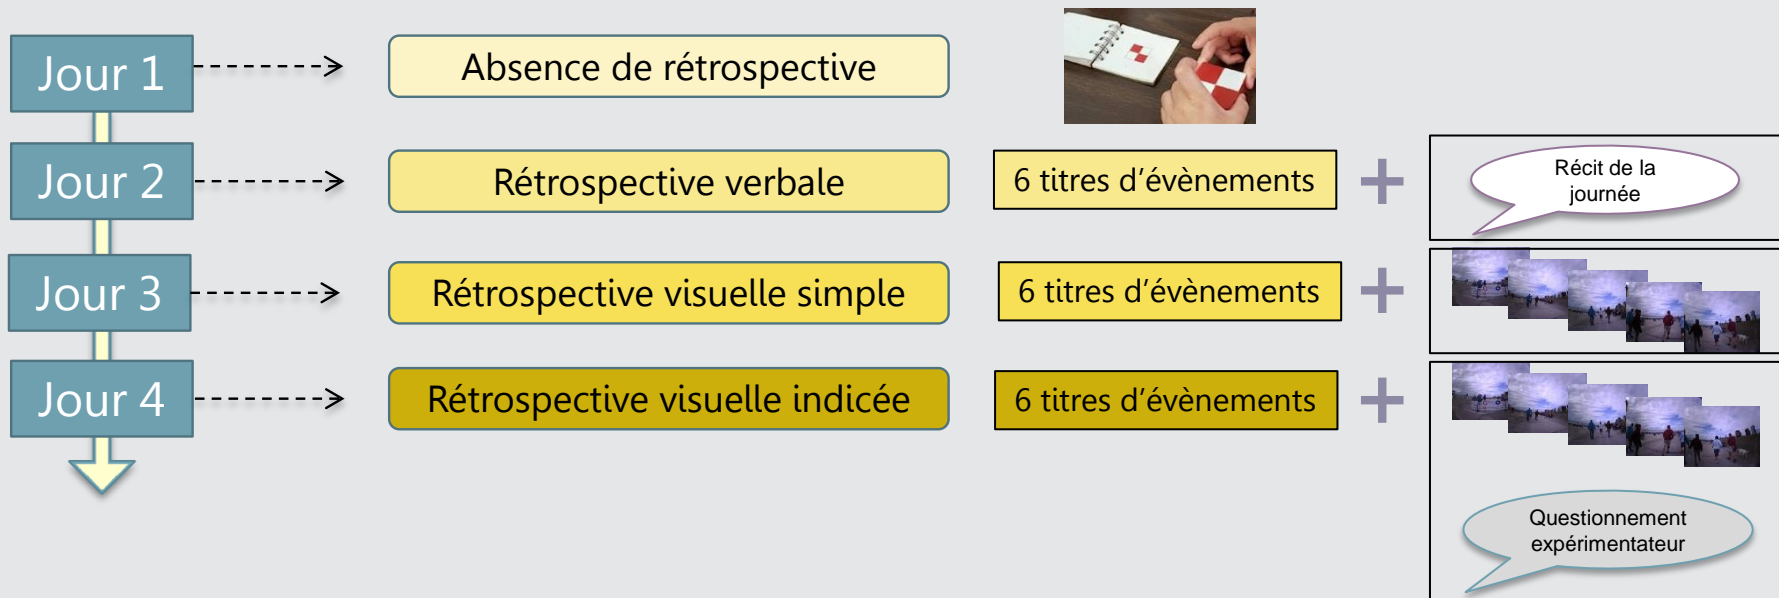 Jour 1
Absence de rétrospective
Jour 2
Rétrospective verbale
6 titres d’évènements
+
Récit de la
journée
Jour 3
Rétrospective visuelle simple
6 titres d’évènements
+
Jour 4
Rétrospective visuelle indicée
6 titres d’évènements
+
Questionnement
expérimentateur